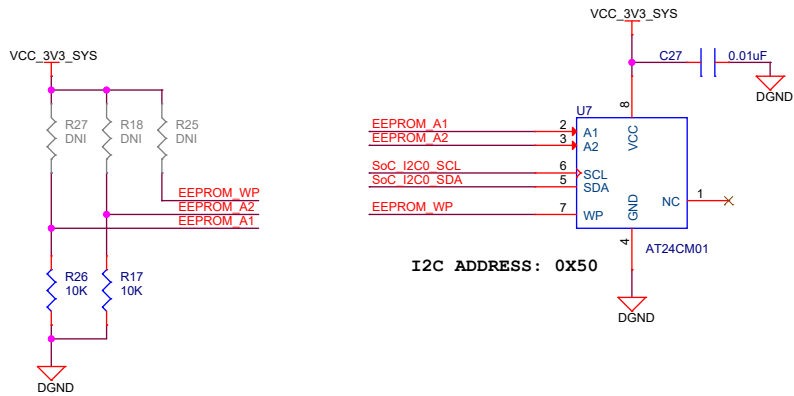 VCC_3V3_SYS
R27
DNI
R18
DNI
R25
DNI
EEPROM_WP
EEPROM_A2
EEPROM_A1
R26
10K
R17
10K
DGND
VCC_3V3_SYS
C27
0.01uF
DGND
U7
8
VCC
EEPROM_A1
2
A1
EEPROM_A2
3
A2
SoC_I2C0_SCL
6
SCL
SoC_I2C0_SDA
5
SDA
EEPROM_WP
7
WP
NC
1
GND
4
AT24CM01
I2C ADDRESS: 0X50
DGND